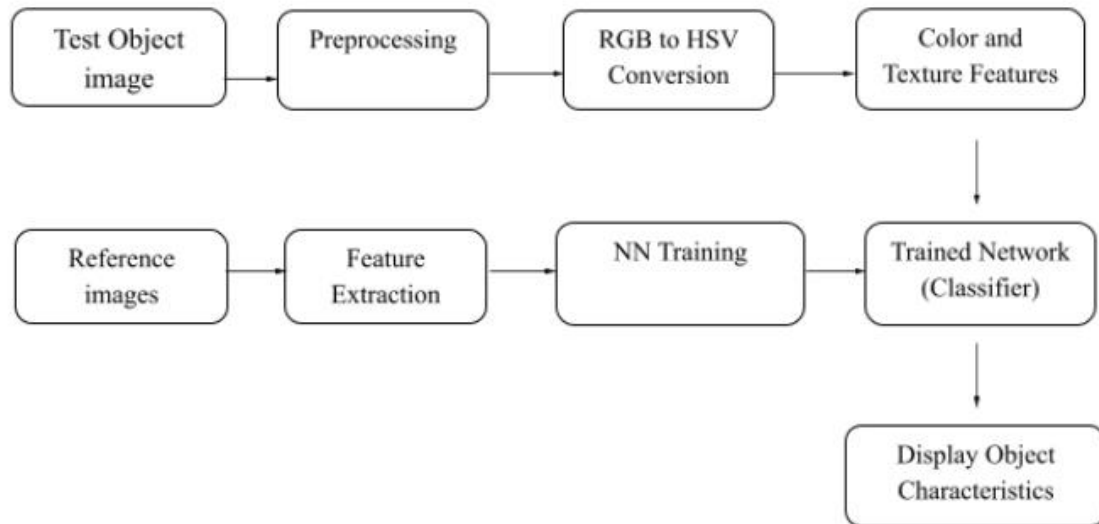 Test Object
image
Preprocessing
RGB to HSV
Conversion
Color and
Texture Features
Reference
images
Feature
Extraction
NN Training
Trained Network
(Classifier)
Display Object
Characteristics